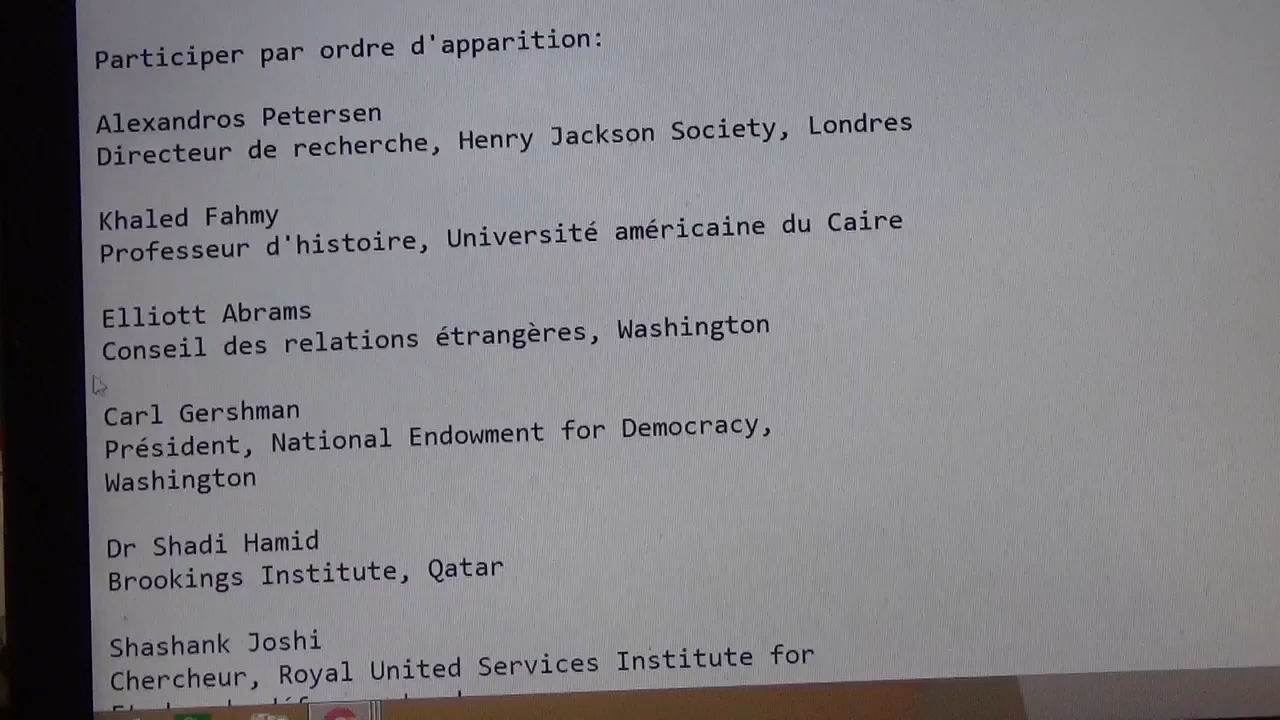 Participer par ordre d'apparition:
Alexandros Petersen
Directeur de recherche, Henry Jackson Society, Londres
Khaled Fahmy
Professeur d'histoire, Université américaine du Caire
Elliott Abrams
Conseil des relations étrangères, Washington
Carl Gershman
Président, National Endowment for Democracy,
Washington
Dr Shadi Hamid
Brookings Institute, Qatar
Shashank Joshi
Chercheur, Royal United Services Institute for